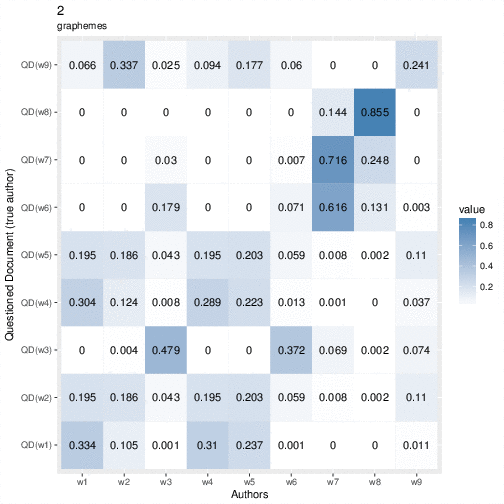 2
graphemes
QD(w9) 0.066 0.337 0.025 0.094 0.177 0.06 0 0 0.241
QD(w8) 0 0 0 0 0 0 0.144 0.855 0
QD(w7) 0 0 0.03 0 0 0.007 0.716 0.248 0
QD(w6) 0 0 0.179 0 0 0.071 0.616 0.131 0.003
QD(w5) 0.195 0.186 0.043 0.195 0.203 0.059 0.008 0.002 0.11
QD(w4) 0.304 0.124 0.008 0.289 0.223 0.013 0.001 0 0.037
QD(w3) 0 0.004 0.479 0 0 0.372 0.069 0.002 0.074
QD(w2) 0.195 0.186 0.043 0.195 0.203 0.059 0.008 0.002 0.11
QD(w1) 0.334 0.105 0.001 0.31 0.237 0.001 0 0 0.011
w1 w2 w3 w4 w5 w6 w7 w8 w9
Authors
Questioned Document (true author)
value
0.8
0.6
0.4
0.2